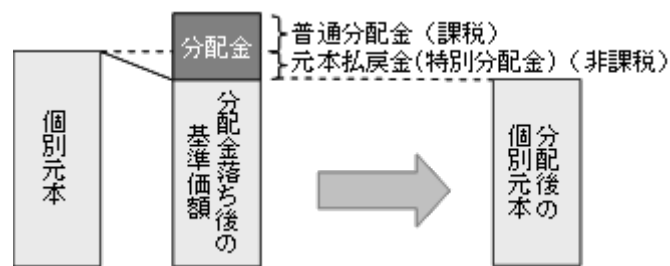 分配金
普通分配金（課税）
元本払戻金(特別分配金)（非課税）
個別元本
分配金落ち後の
基準価額
分配後の
個別元本